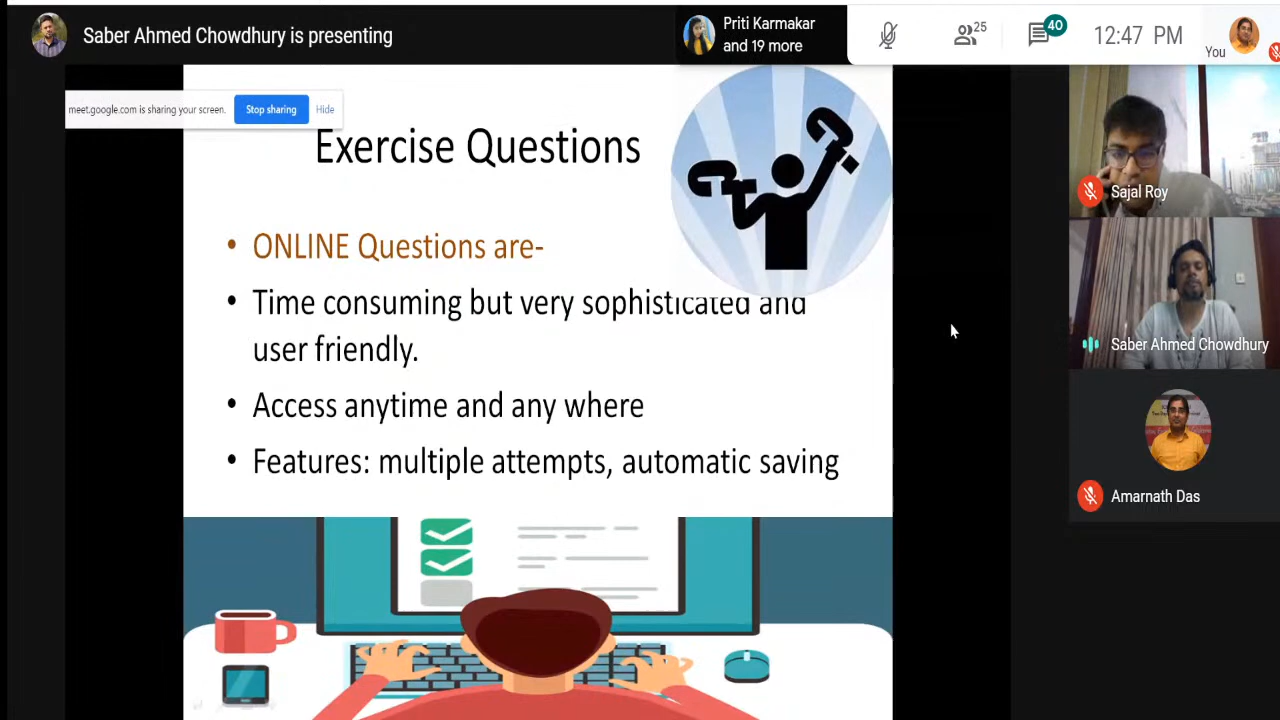 Saber Ahmed Chowdhury is presenting
Priti Karmakar
and 19 more
25
40
12:47 PM
You
meet.google.com is sharing your screen.
Stop sharing
Hide
Exercise Questions
• ONLINE Questions are-
• Time consuming but very sophisticated and
user friendly.
• Access anytime and any where
• Features: multiple attempts, automatic saving
Sajal Roy
Saber Ahmed Chowdhury
Amarnath Das